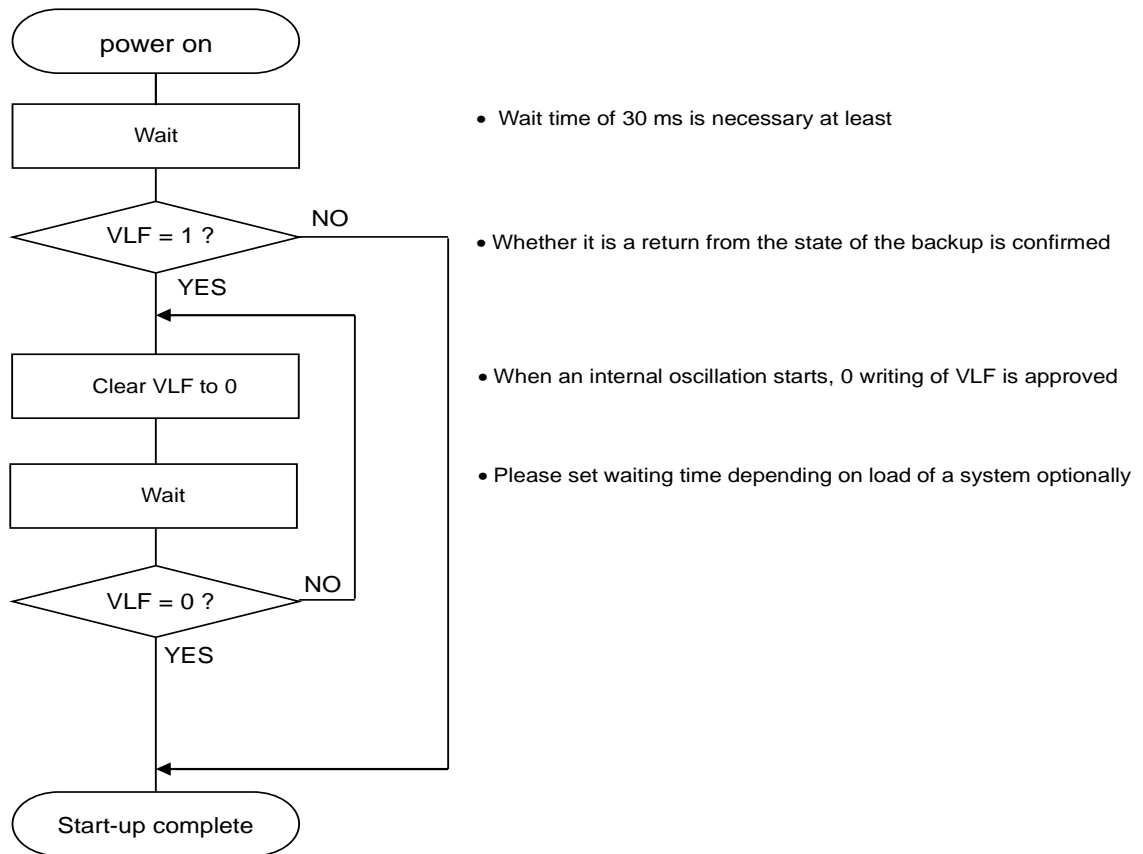 power on
Wait
• Wait time of 30 ms is necessary at least
VLF = 1 ?
NO
• Whether it is a return from the state of the backup is confirmed
YES
Clear VLF to 0
• When an internal oscillation starts, 0 writing of VLF is approved
Wait
• Please set waiting time depending on load of a system optionally
VLF = 0 ?
NO
YES
Start-up complete